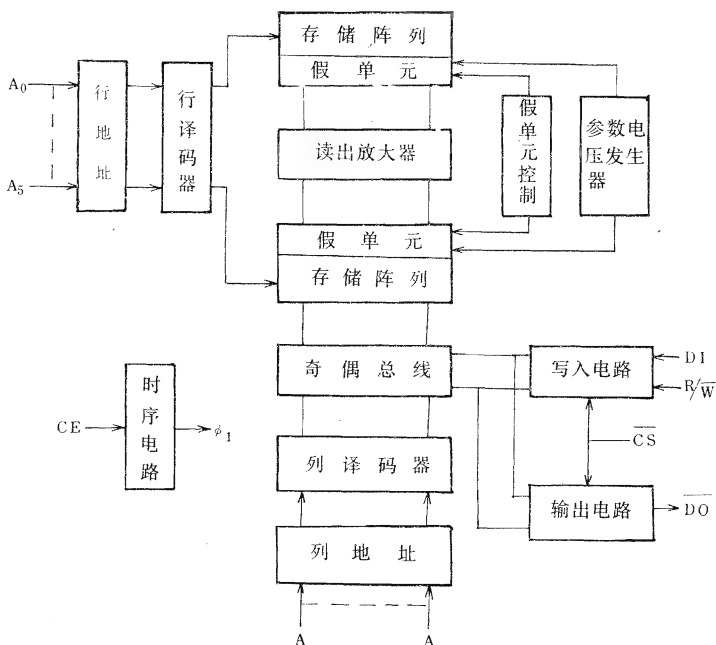 存储阵列
假单元
A₀
A₅
行地址
行译码器
读出放大器
假单元控制
参数电压发生器
假单元
存储阵列
奇偶总线
写入电路
DI
R/W̅
CE
时序电路
ϕ₁
C̅S̅
列译码器
输出电路
D̅O̅
列地址
A
A